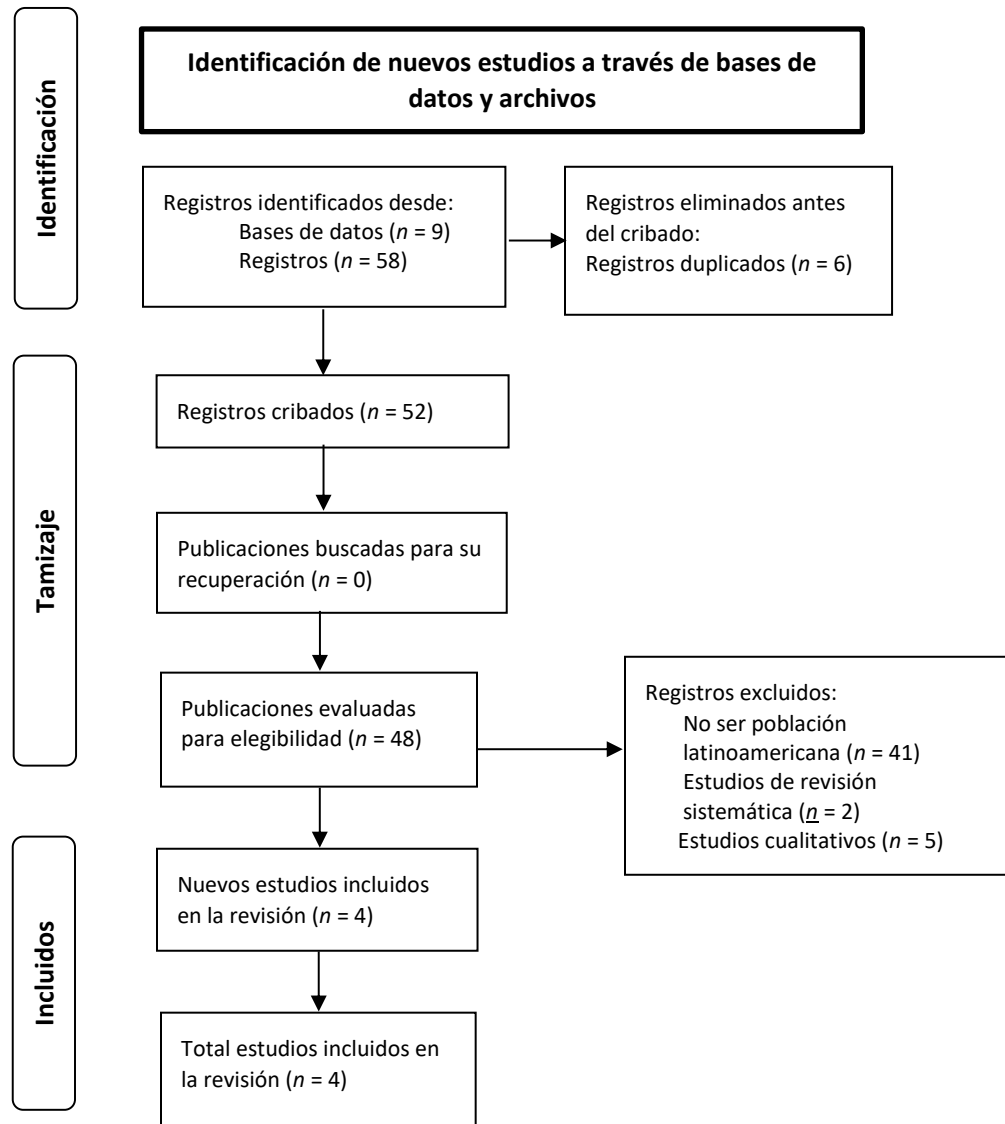 Identificación
Identificación de nuevos estudios a través de bases de
datos y archivos
Registros identificados desde:
Bases de datos (n = 9)
Registros (n = 58)
Registros eliminados antes
del cribado:
Registros duplicados (n = 6)
Tamizaje
Registros cribados (n = 52)
Publicaciones buscadas para su
recuperación (n = 0)
Publicaciones evaluadas
para elegibilidad (n = 48)
Registros excluidos:
No ser población
latinoamericana (n = 41)
Estudios de revisión
sistemática (n = 2)
Estudios cualitativos (n = 5)
Incluidos
Nuevos estudios incluidos
en la revisión (n = 4)
Total estudios incluidos en
la revisión (n = 4)